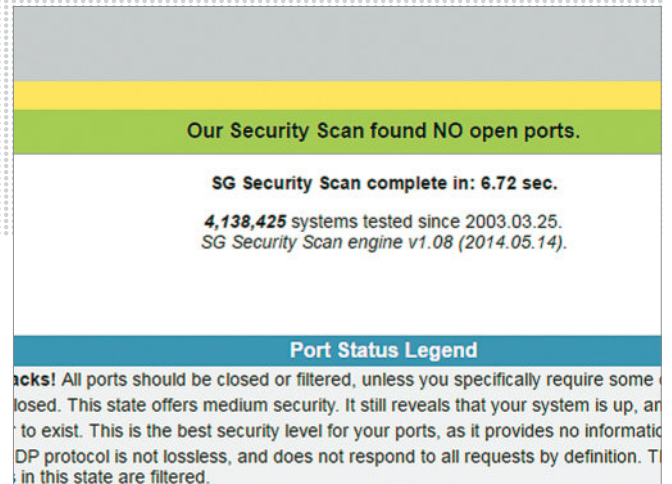 Our Security Scan found NO open ports.
SG Security Scan complete in: 6.72 sec.
4,138,425 systems tested since 2003.03.25.
SG Security Scan engine v1.08 (2014.05.14).
Port Status Legend
acks! All ports should be closed or filtered, unless you specifically require some
losed. This state offers medium security. It still reveals that your system is up, an
to exist. This is the best security level for your ports, as it provides no informatio
DP protocol is not lossless, and does not respond to all requests by definition. T
in this state are filtered.